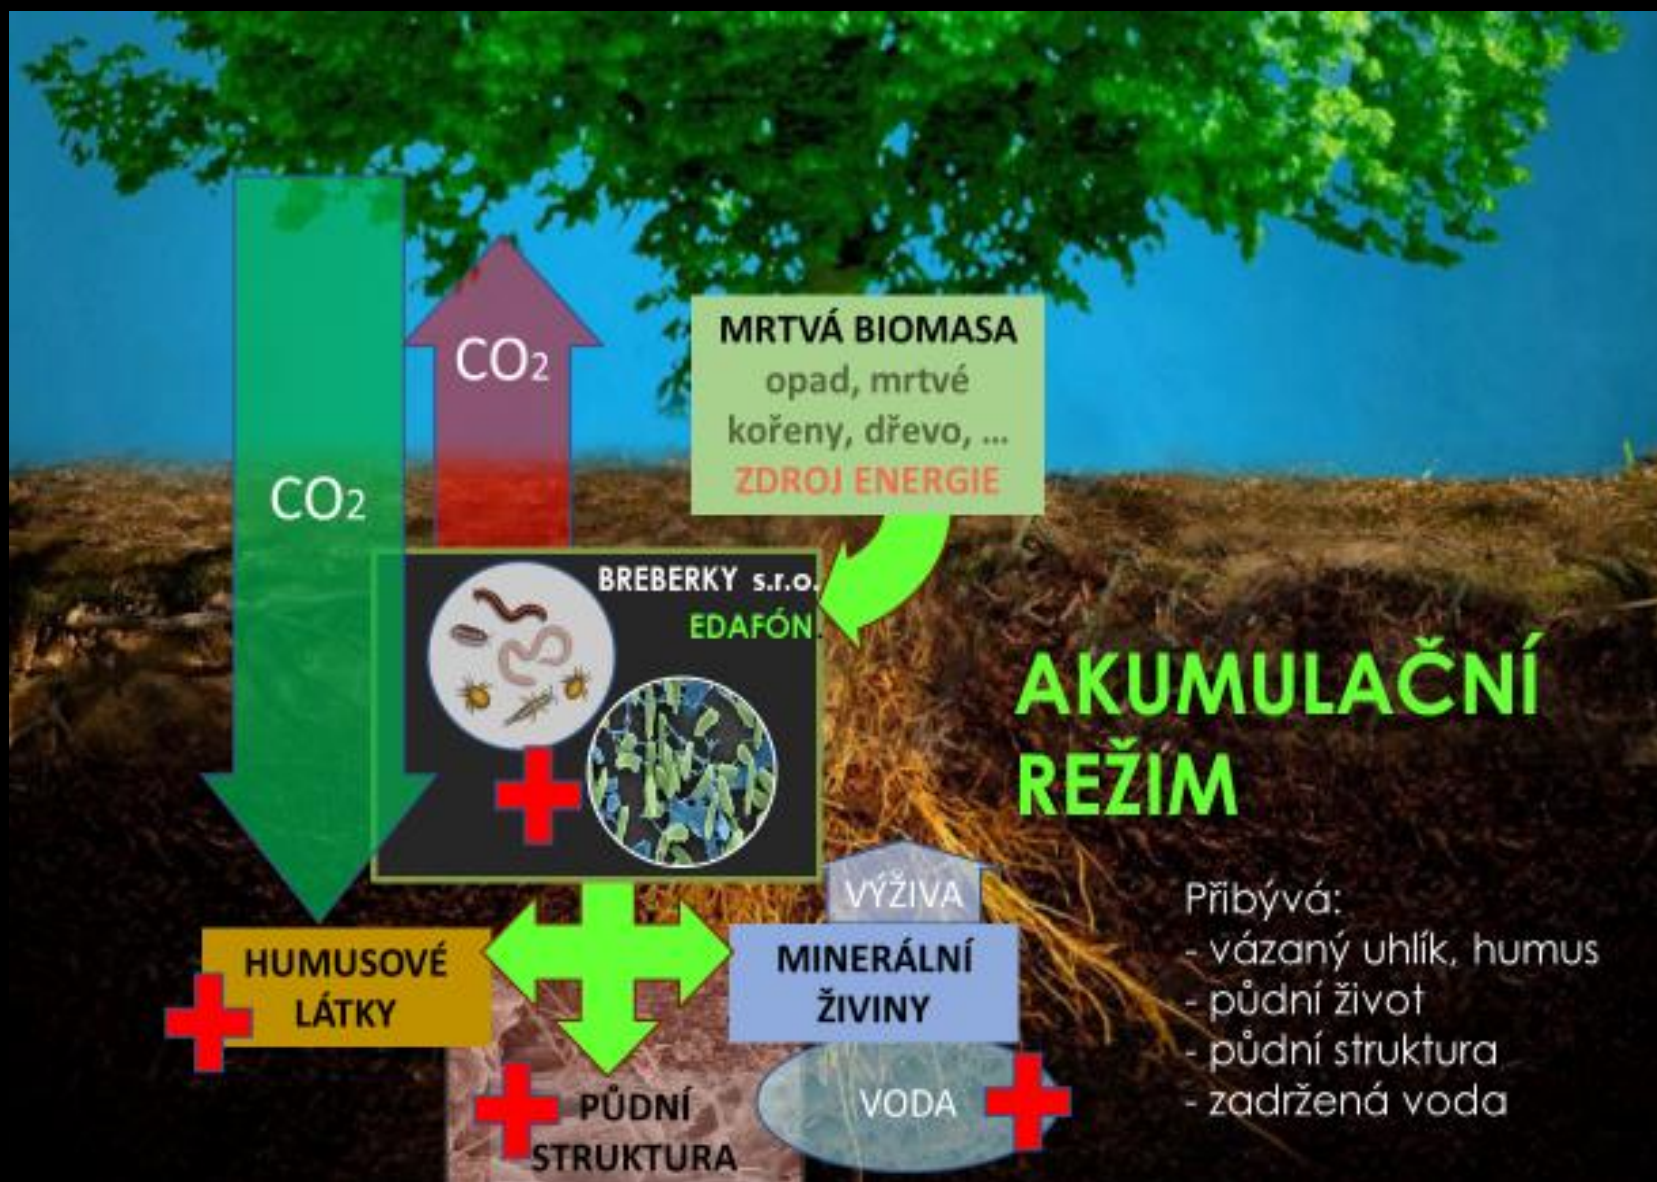 CO2
CO2
MRTVÁ BIOMASA
opad, mrtvé
kořeny, dřevo, ...
ZDROJ ENERGIE
BREBERKY s.r.o.
EDAFÓN
AKUMULAČNÍ
REŽIM
VÝŽIVA
HUMUSOVÉ
LÁTKY
MINERÁLNÍ
ŽIVINY
PŮDNÍ
STRUKTURA
VODA
Přibývá:
- vázaný uhlík, humus
- půdní život
- půdní struktura
- zadržená voda